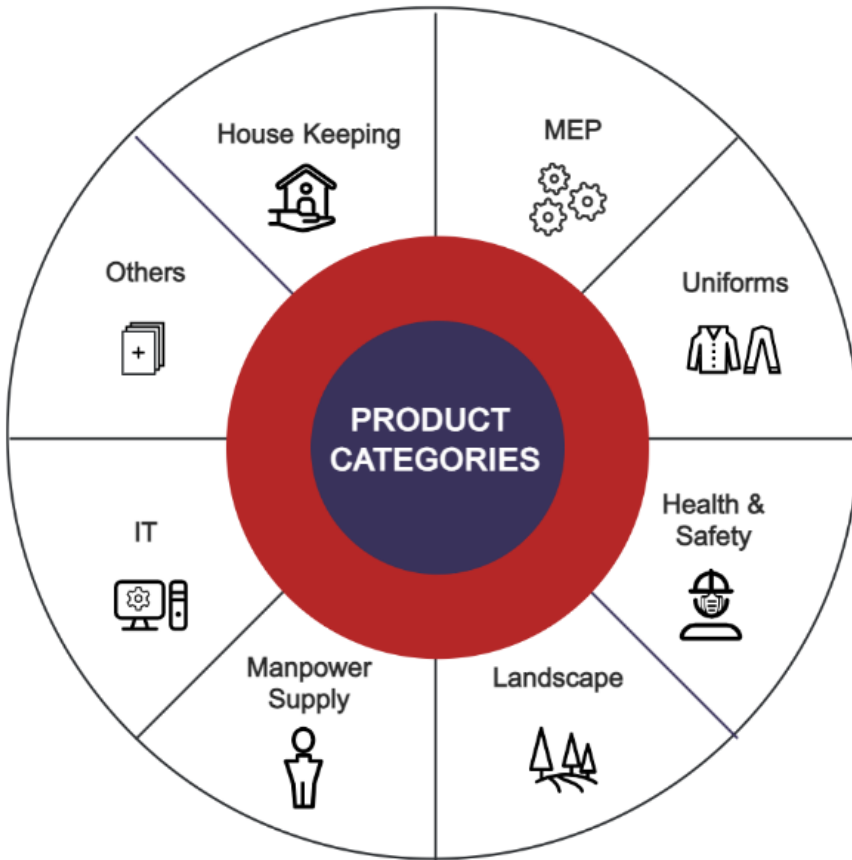 House Keeping
MEP
Others
Uniforms
PRODUCT
CATEGORIES
IT
Health &
Safety
Manpower
Supply
Landscape